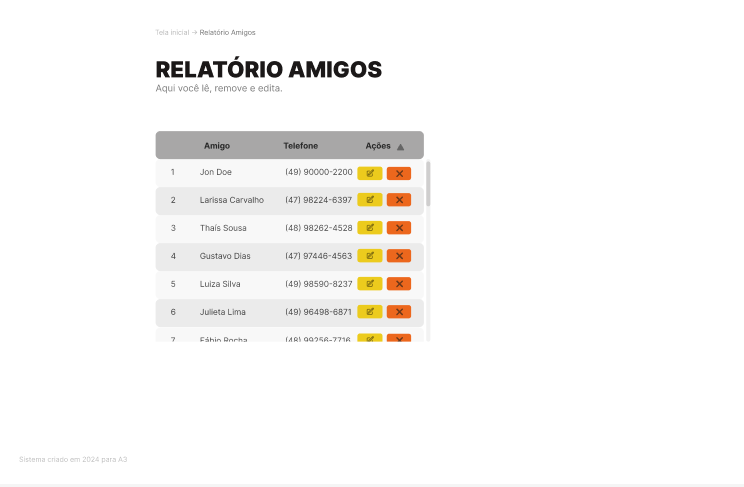 Tela inicial → Relatório Amigos
RELATÓRIO AMIGOS
Aqui você lê, remove e edita.
Amigo Telefone Ações ▲
1 Jon Doe (49) 90000-2200
2 Larissa Carvalho (47) 98224-6397
3 Thaís Sousa (48) 98262-4528
4 Gustavo Dias (47) 97446-4563
5 Luiza Silva (49) 98590-8237
6 Julieta Lima (49) 96498-6871
7 Fábio Rocha (48) 99256-7716
Sistema criado em 2024 para A3